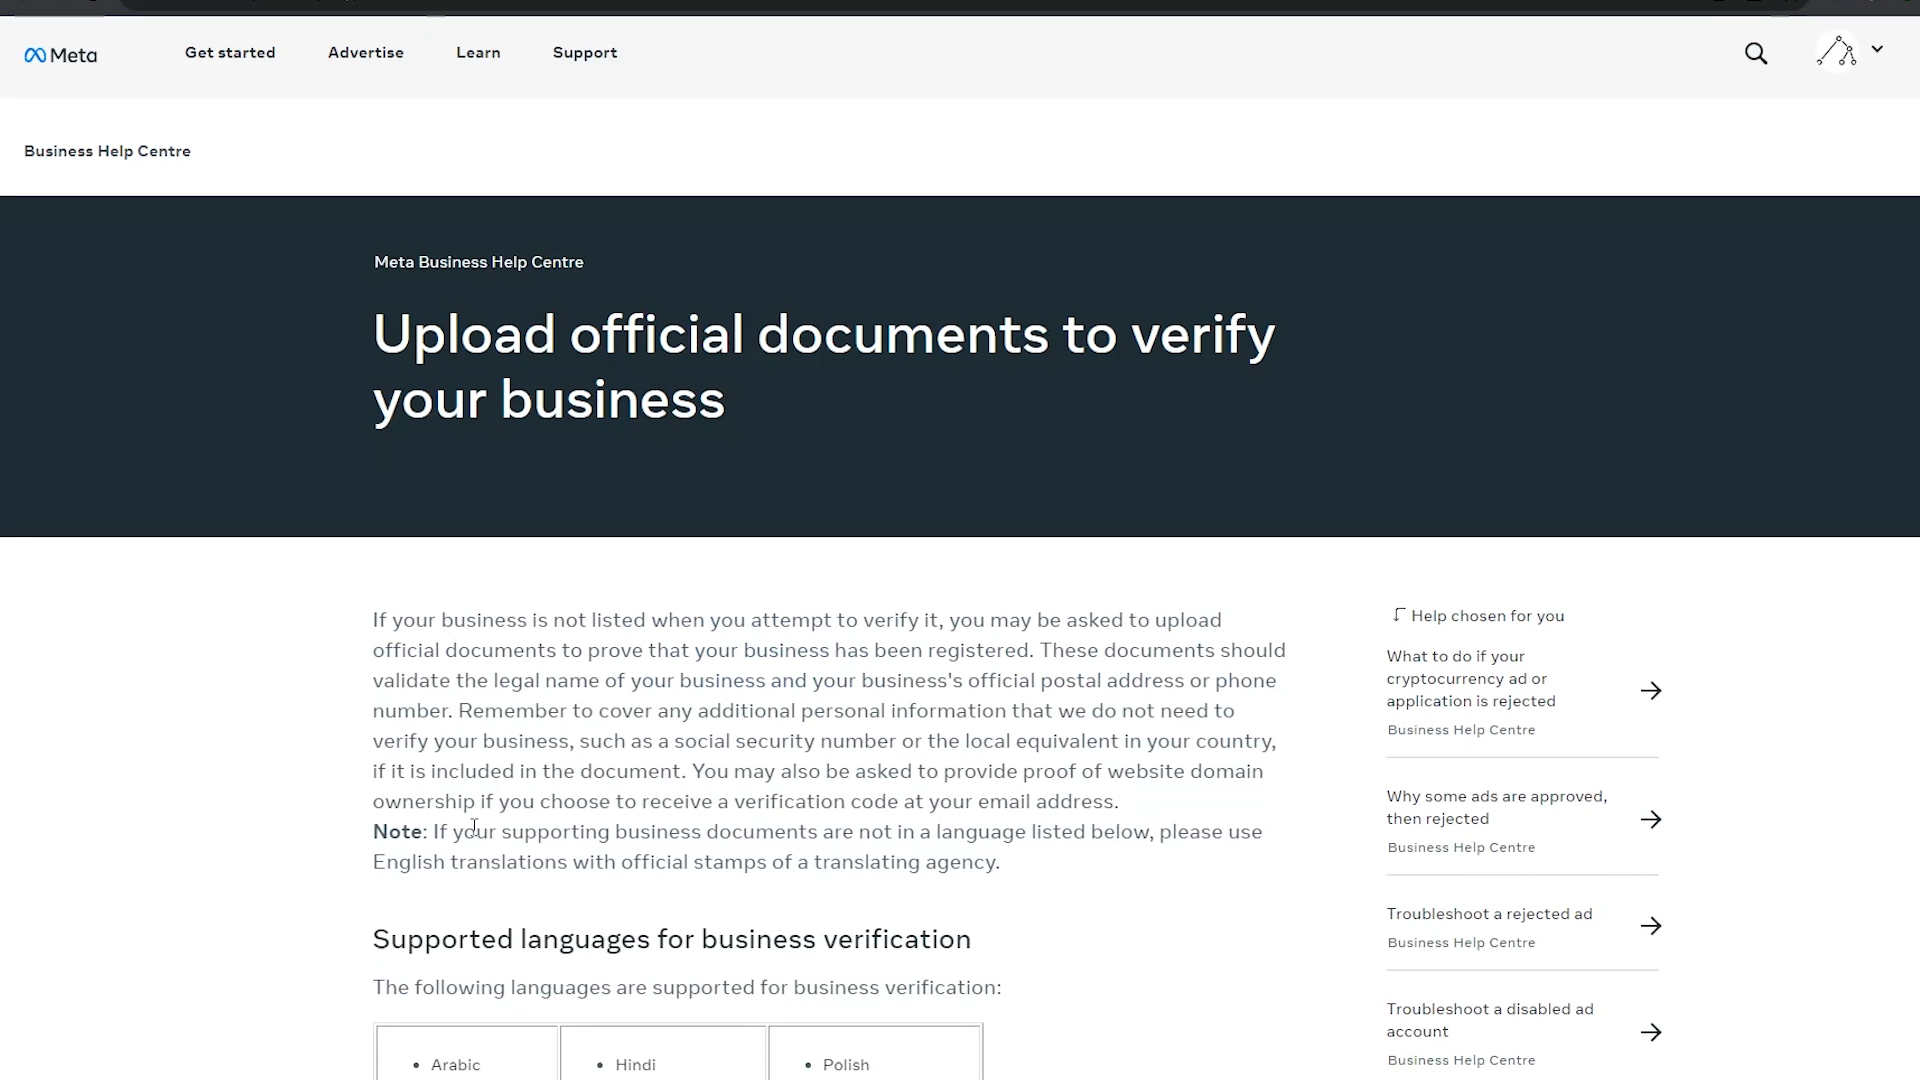 Meta
Get started
Advertise
Learn
Support
Business Help Centre
Meta Business Help Centre
Upload official documents to verify
your business
If your business is not listed when you attempt to verify it, you may be asked to upload
official documents to prove that your business has been registered. These documents should
validate the legal name of your business and your business's official postal address or phone
number. Remember to cover any additional personal information that we do not need to
verify your business, such as a social security number or the local equivalent in your country,
if it is included in the document. You may also be asked to provide proof of website domain
ownership if you choose to receive a verification code at your email address.
Note: If your supporting business documents are not in a language listed below, please use
English translations with official stamps of a translating agency.
Supported languages for business verification
The following languages are supported for business verification:
• Arabic
• Hindi
• Polish
Help chosen for you
What to do if your
cryptocurrency ad or
application is rejected
Business Help Centre
Why some ads are approved,
then rejected
Business Help Centre
Troubleshoot a rejected ad
Business Help Centre
Troubleshoot a disabled ad
account
Business Help Centre